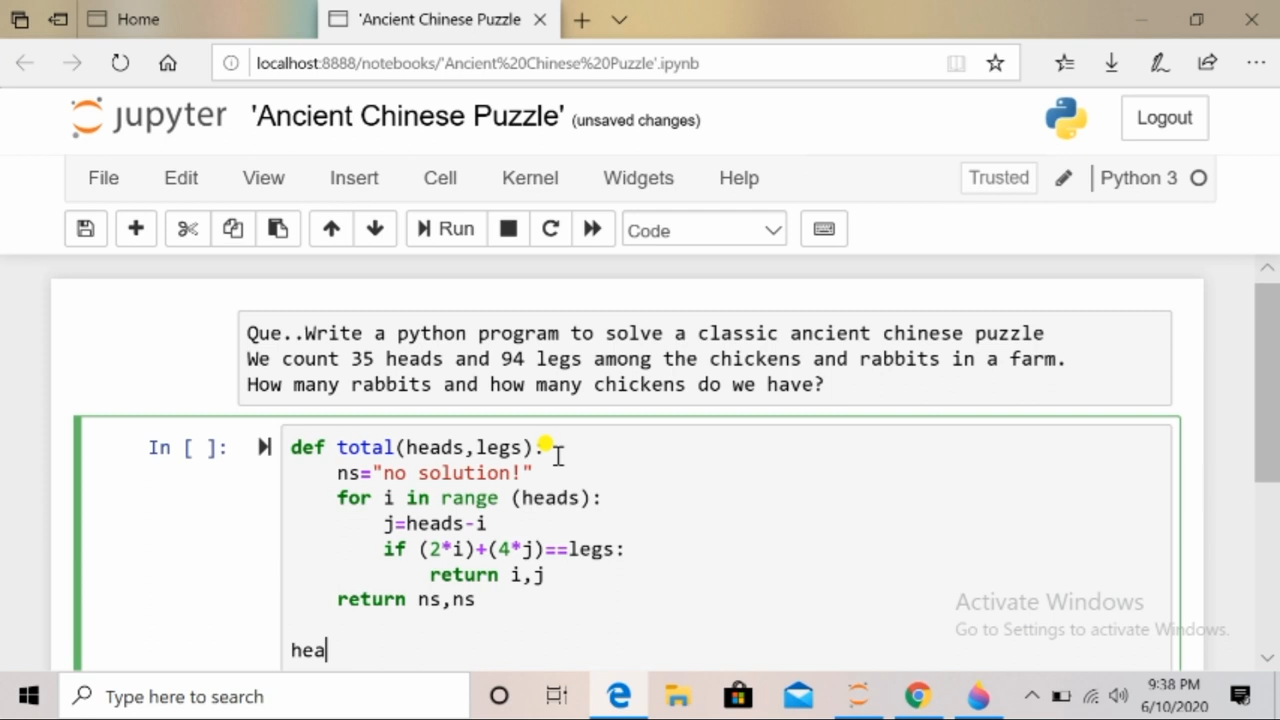 Home
'Ancient Chinese Puzzle
localhost:8888/notebooks/'Ancient%20Chinese%20Puzzle'.ipynb
jupyter 'Ancient Chinese Puzzle' (unsaved changes)
Logout
File Edit View Insert Cell Kernel Widgets Help Trusted Python 3
Run Code
Que..Write a python program to solve a classic ancient chinese puzzle
We count 35 heads and 94 legs among the chickens and rabbits in a farm.
How many rabbits and how many chickens do we have?
In [ ]: def total(heads,legs):
ns="no solution!"
for i in range (heads):
j=heads-i
if (2*i)+(4*j)==legs:
return i,j
return ns,ns
hea
Activate Windows
Go to Settings to activate Windows.
Type here to search
9:38 PM
6/10/2020